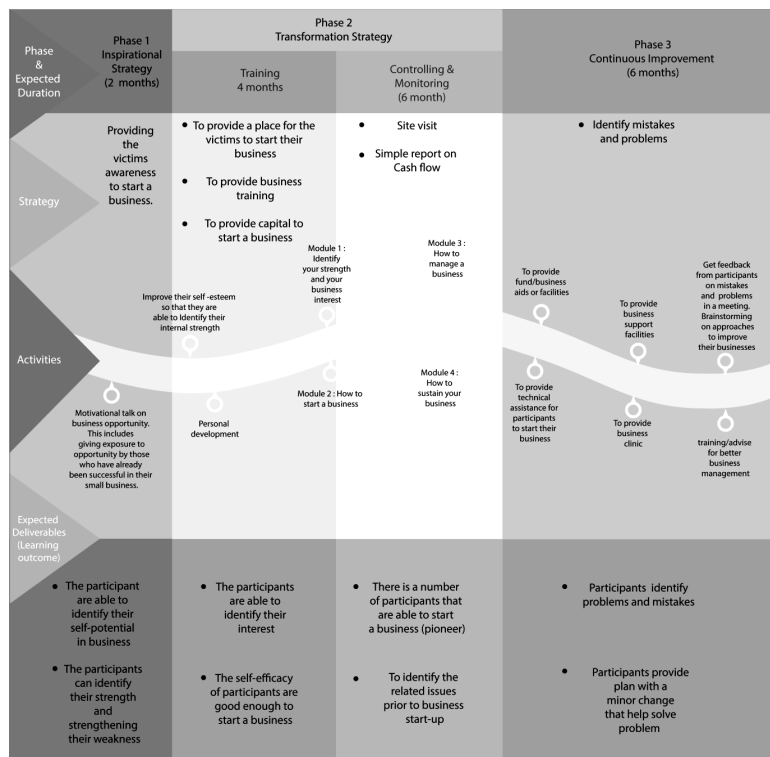 Phase
&
Expected
Duration
Phase 1
Inspirational
Strategy
(2 months)
Phase 2
Transformation Strategy
Training
4 months
Controlling &
Monitoring
(6 month)
Phase 3
Continuous Improvement
(6 months)
Strategy
Providing
the
victims
awareness
to start a
business.
• To provide a place for the
victims to start their
business
• To provide business
training
• To provide capital to
start a business
• Site visit
• Simple report on
Cash flow
• Identify mistakes
and problems
Activities
Motivational talk on
business opportunity.
This includes
giving exposure to
opportunity by those
who have already
been successful in their
small business.
Improve their self -esteem
so that they are
able to Identify their
internal strength
Personal
development
Module 1 :
Identify
your strength
and your
business
interest
Module 2 : How to
start a business
Module 3 :
How to
manage a
business
Module 4 :
How to
sustain your
business
To provide
fund/business
aids or facilities
To provide
technical
assistance for
participants
to start their
business
To provide
business
support
facilities
To provide
business
clinic
Get feedback
from participants
on mistakes
and problems
in a meeting.
Brainstorming
on approaches
to improve
their businesses
training/advise
for better
business
management
Expected
Deliverables
(Learning
outcome)
• The participant
are able to
identify their
self-potential
in business
• The participants
can identify
their strength
and
strengthening
their weakness
• The participants
are able to
identify their
interest
• The self-efficacy
of participants are
good enough to
start a business
• There is a number
of participants that
are able to start
a business (pioneer)
• To identify the
related issues
prior to business
start-up
• Participants identify
problems and mistakes
• Participants provide
plan with a
minor change
that help solve
problem